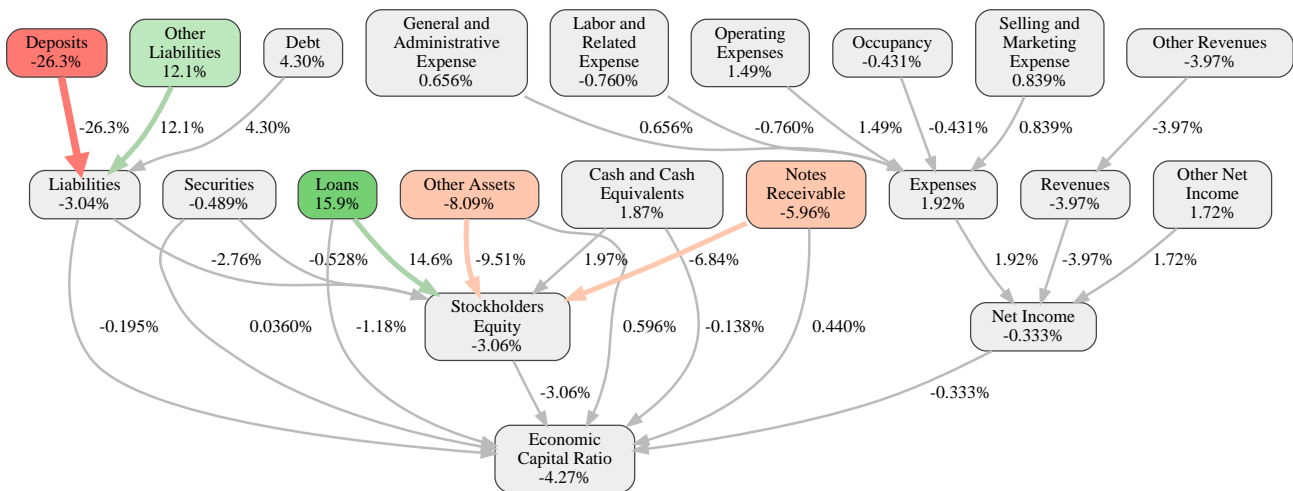 Deposits
-26.3%
Other
Liabilities
12.1%
Debt
4.30%
General and
Administrative
Expense
0.656%
Labor and
Related
Expense
-0.760%
Operating
Expenses
1.49%
Occupancy
-0.431%
Selling and
Marketing
Expense
0.839%
Other Revenues
-3.97%
-26.3%
12.1%
4.30%
0.656%
-0.760%
1.49%
-0.431%
0.839%
-3.97%
Liabilities
-3.04%
Securities
-0.489%
Loans
15.9%
Other Assets
-8.09%
Cash and Cash
Equivalents
1.87%
Notes
Receivable
-5.96%
Expenses
1.92%
Revenues
-3.97%
Other Net
Income
1.72%
-2.76%
-0.528%
14.6%
-9.51%
1.97%
-6.84%
1.92%
-3.97%
1.72%
Stockholders
Equity
-3.06%
Net Income
-0.333%
-0.195%
0.0360%
-1.18%
0.596%
-0.138%
0.440%
-3.06%
-0.333%
Economic
Capital Ratio
-4.27%